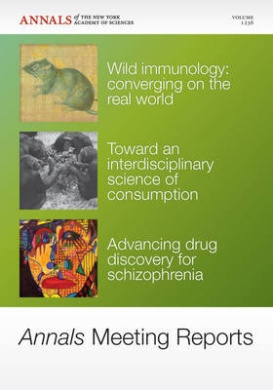 ANNALS of THE NEW YORK
ACADEMY OF SCIENCES
VOLUME
1236
Wild immunology:
converging on the
real world
Toward an
interdisciplinary
science of
consumption
Advancing drug
discovery for
schizophrenia
Annals Meeting Reports